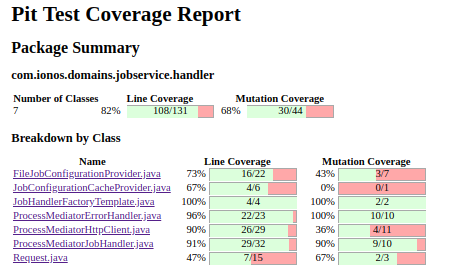 Pit Test Coverage Report
Package Summary
com.ionos.domains.jobservice.handler
Number of Classes Line Coverage Mutation Coverage
7 82% 108/131 68% 30/44
Breakdown by Class
Name Line Coverage Mutation Coverage
FileJobConfigurationProvider.java 73% 16/22 43% 3/7
JobConfigurationCacheProvider.java 67% 4/6 0% 0/1
JobHandlerFactoryTemplate.java 100% 4/4 100% 2/2
ProcessMediatorErrorHandler.java 96% 22/23 100% 10/10
ProcessMediatorHttpClient.java 90% 26/29 36% 4/11
ProcessMediatorJobHandler.java 91% 29/32 90% 9/10
Request.java 47% 7/15 67% 2/3